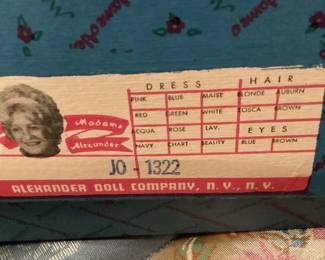 DRESS HAIR
PINK BLUE MAISE BLONDE AUBURN
RED GREEN WHITE TOSCA BROWN
ACQUA ROSE LAV. EYES
NAVY CHART BEAUTY BLUE BROWN
Madame
Alexander
JO - 1322
ALEXANDER DOLL COMPANY, N.Y., N.Y.